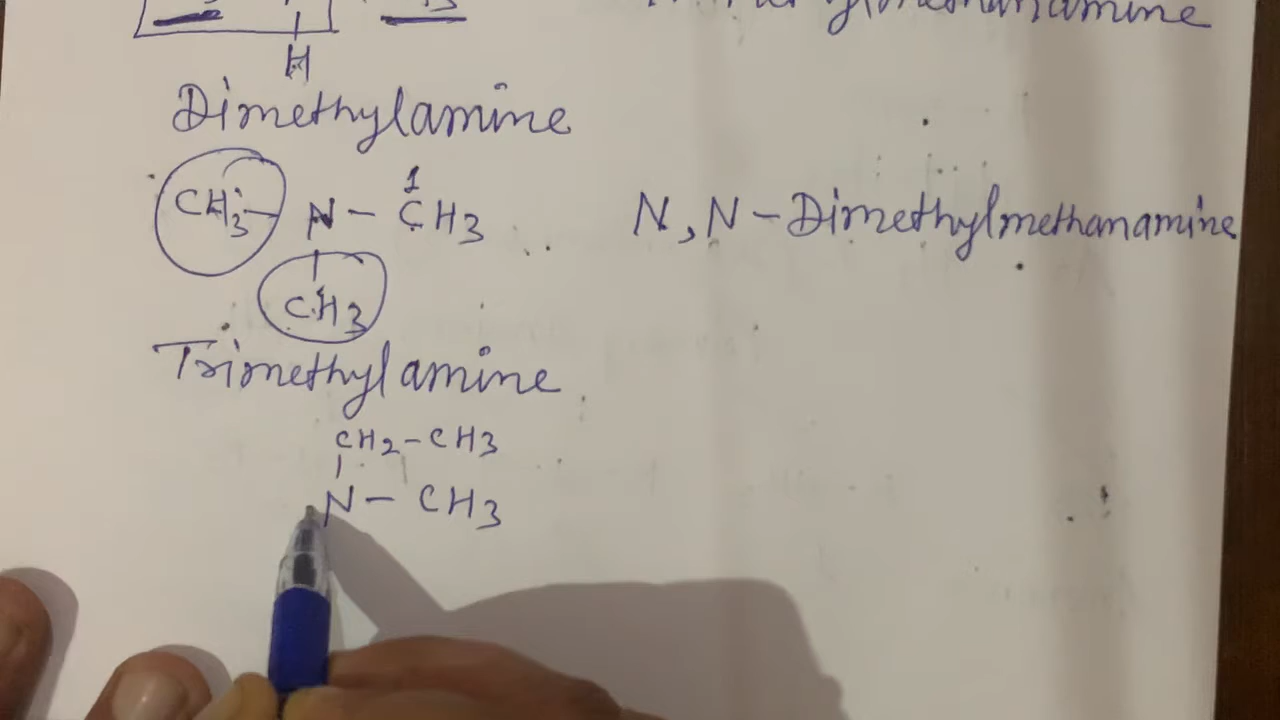 H
Dimethylamine
1
CH3 - N - CH3 N, N - Dimethylmethanamine
CH3
Trimethylamine
CH2 - CH3
N - CH3